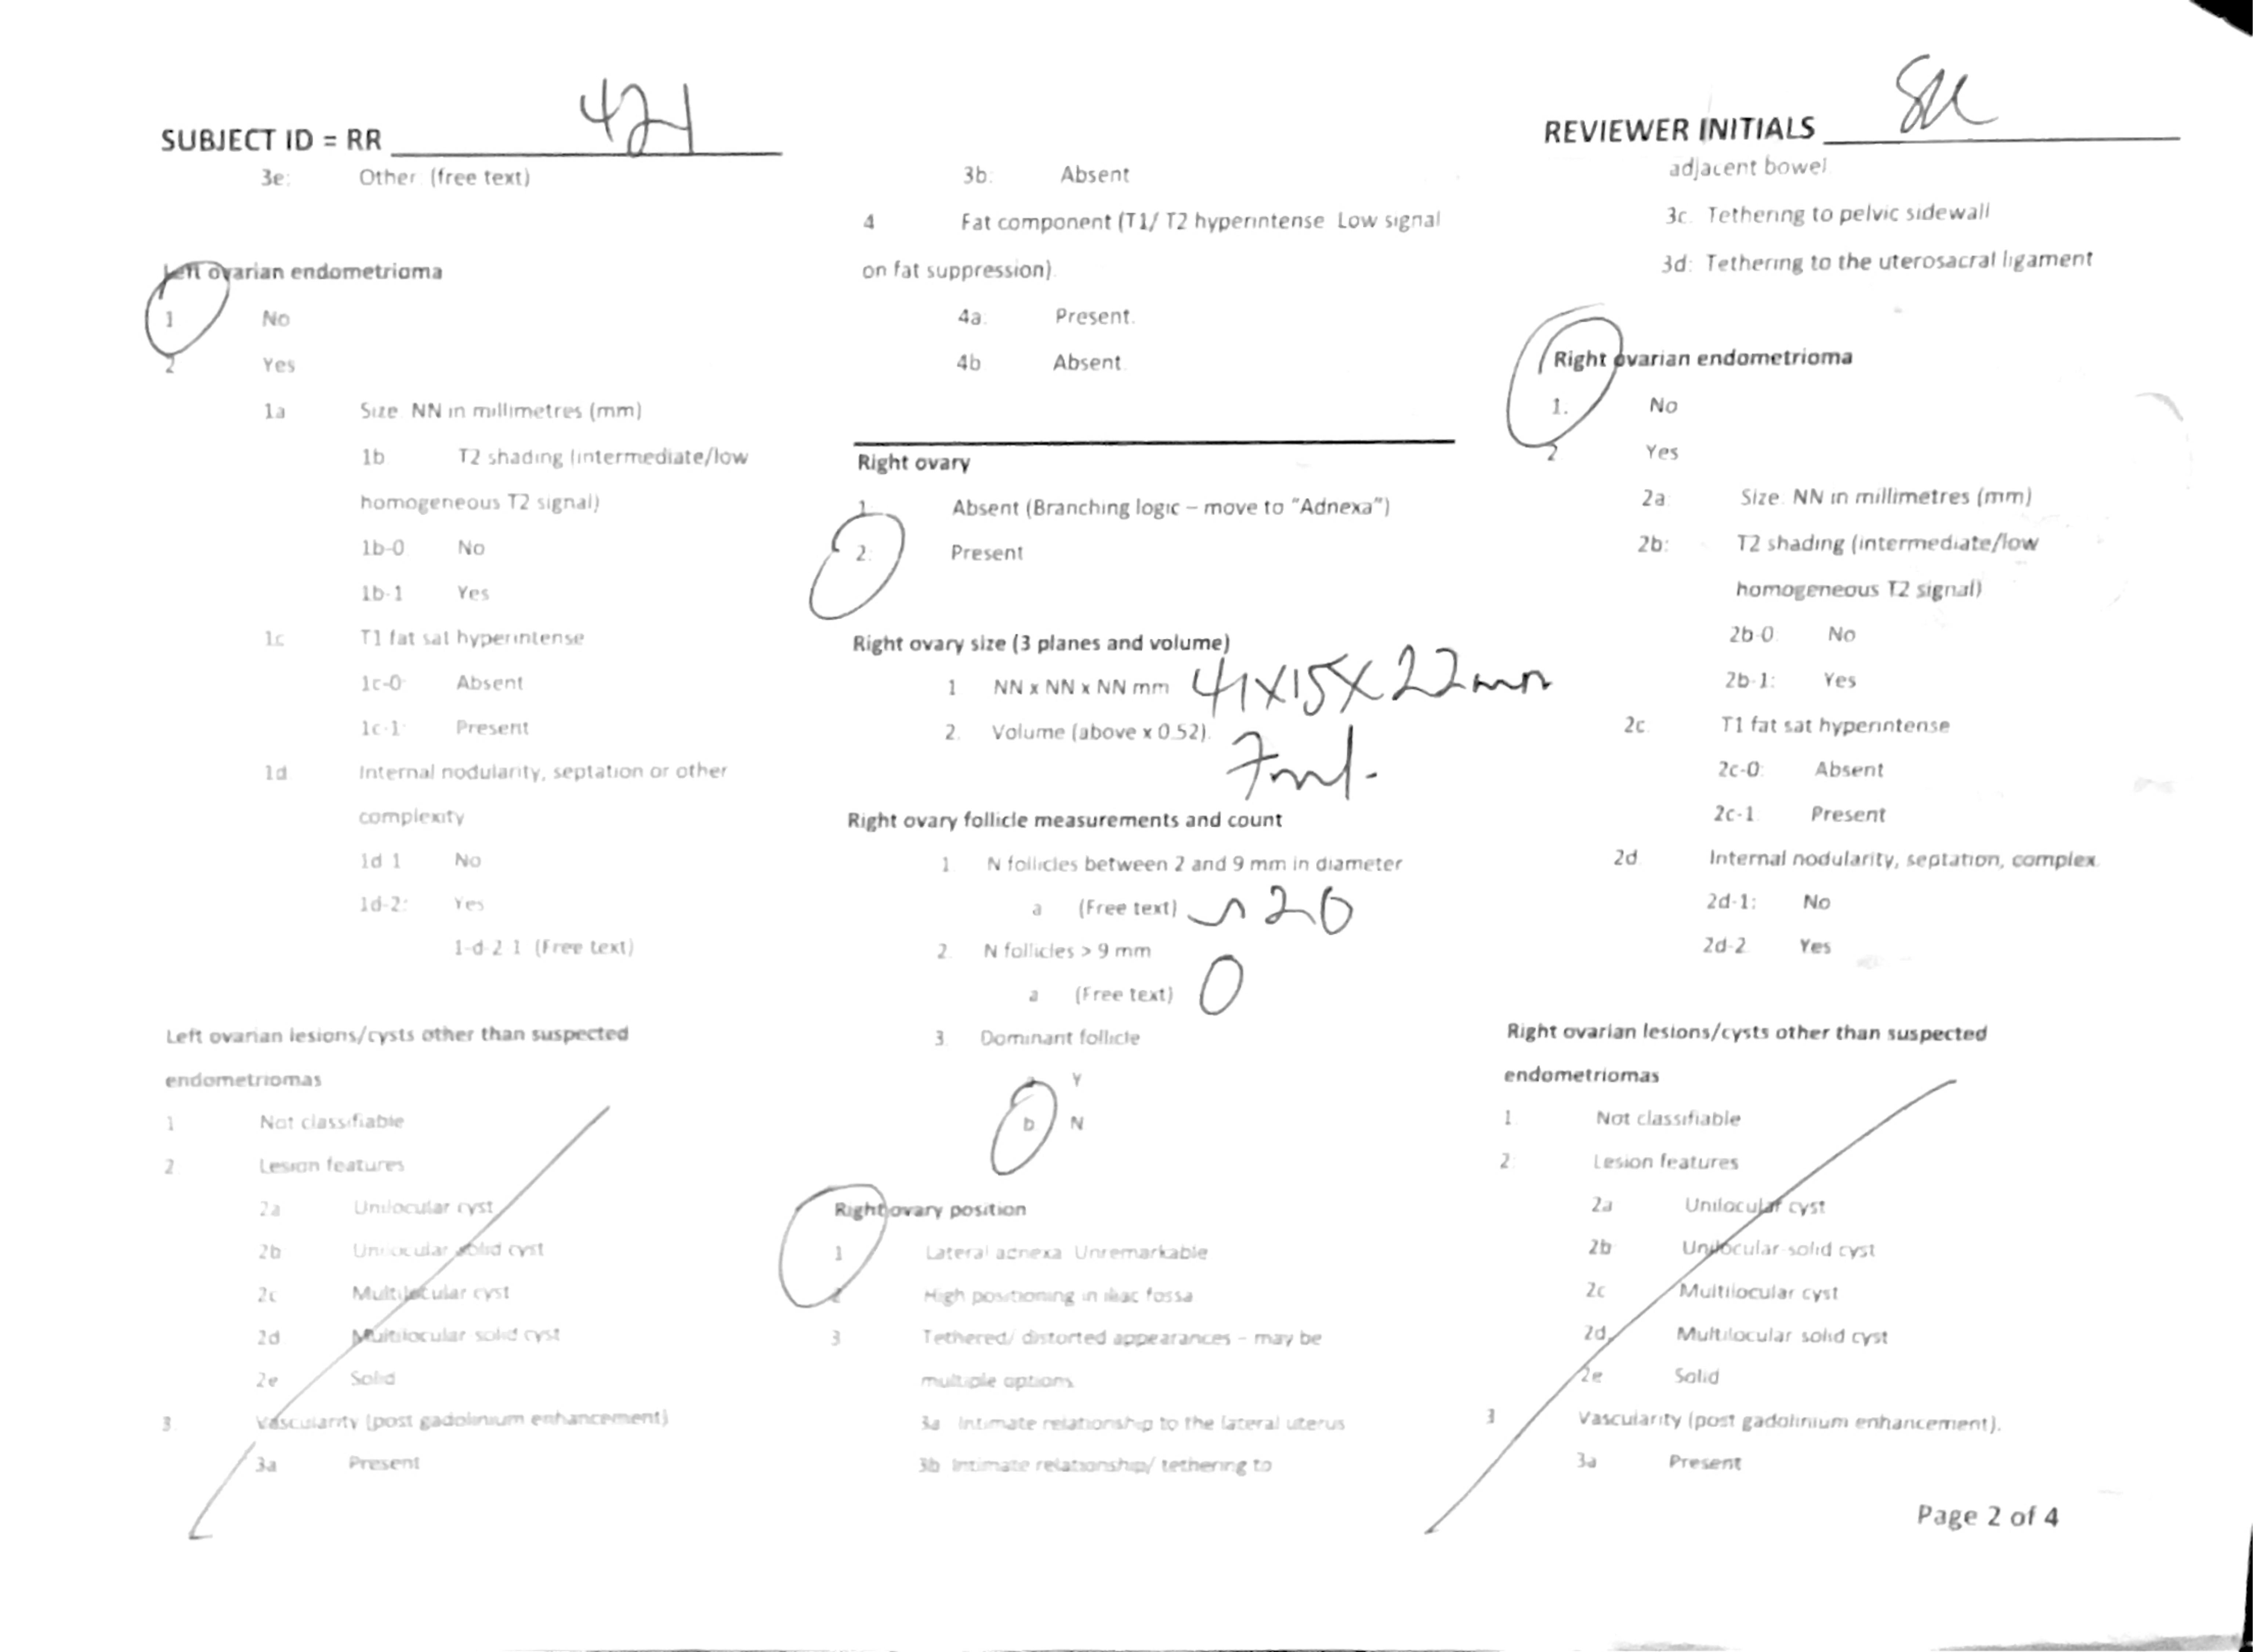 SUBJECT ID = RR 421
REVIEWER INITIALS
3e: Other (free text)
Left ovarian endometrioma
1 No
2 Yes
1a Size NN in millimetres (mm)
1b T2 shading (intermediate/low
homogeneous T2 signal)
1b-0 No
1b-1 Yes
1c T1 fat sat hyperintense
1c-0 Absent
1c-1: Present
1d Internal nodularity, septation or other
complexity
1d 1 No
1d-2: Yes
1-d-2 1 (Free text)
Left ovarian lesions/cysts other than suspected
endometriomas
1 Not classifiable
2 Lesion features
2a Unilocular cyst
2b Unilocular solid cyst
2c Multilocular cyst
2d Multilocular solid cyst
2e Solid
3 Vascularity (post gadolinium enhancement)
3a Present
3b: Absent
4 Fat component (T1/ T2 hyperintense Low signal
on fat suppression).
4a: Present.
4b Absent.
Right ovary
1. Absent (Branching logic – move to "Adnexa")
2: Present
Right ovary size (3 planes and volume)
1 NN x NN x NN mm 41X15X22mm
2. Volume (above x 0.52). 7ml.
Right ovary follicle measurements and count
1 N follicles between 2 and 9 mm in diameter
a (Free text) ~20
2. N follicles > 9 mm
a (Free text) 0
3. Dominant follicle
a Y
b N
Right ovary position
1 Lateral adnexa Unremarkable
2 High positioning in iliac fossa
3 Tethered/ distorted appearances – may be
multiple options
3a Intimate relationship to the lateral uterus
3b Intimate relationship/ tethering to
adjacent bowel
3c. Tethering to pelvic sidewall
3d: Tethering to the uterosacral ligament
Right ovarian endometrioma
1. No
2 Yes
2a Size. NN in millimetres (mm)
2b: T2 shading (intermediate/low
homogeneous T2 signal)
2b-0. No
2b-1: Yes
2c. T1 fat sat hyperintense
2c-0: Absent
2c-1. Present
2d. Internal nodularity, septation, complex.
2d-1: No
2d-2 Yes
Right ovarian lesions/cysts other than suspected
endometriomas
1 Not classifiable
2: Lesion features
2a Unilocular cyst
2b Unilocular-solid cyst
2c Multilocular cyst
2d Multilocular solid cyst
2e Solid
3 Vascularity (post gadolinium enhancement).
3a Present
Page 2 of 4